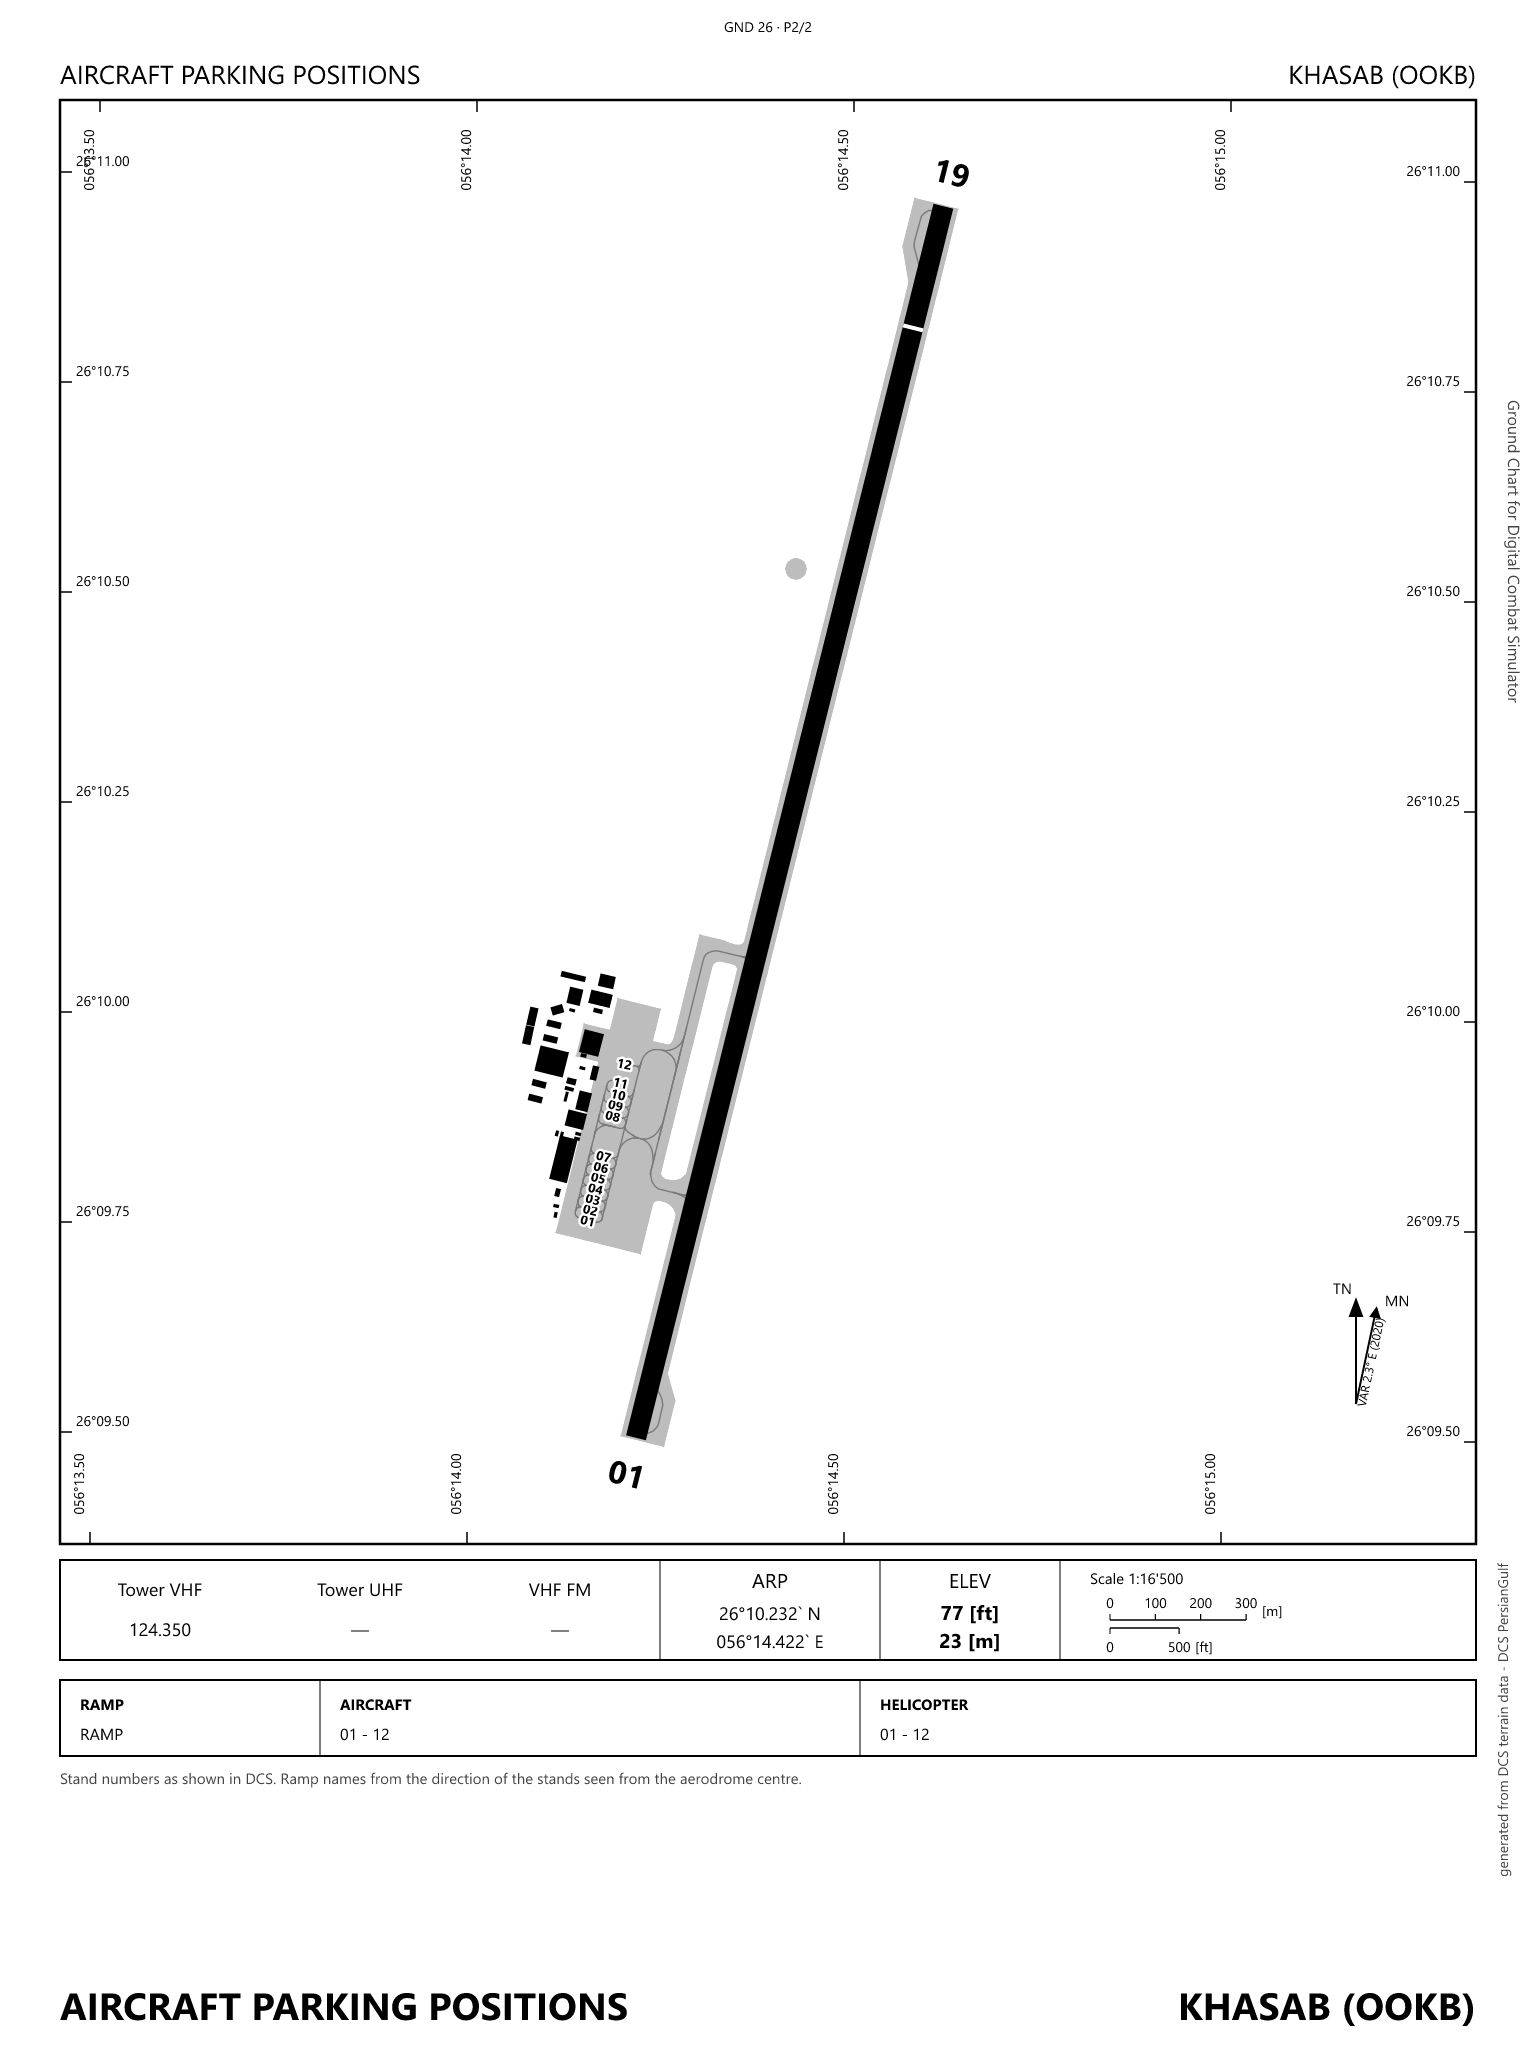 GND 26 · P2/2
AIRCRAFT PARKING POSITIONS
KHASAB (OOKB)
056°13.50
056°14.00
056°14.50
056°15.00
26°11.00
26°11.00
19
26°10.75
26°10.75
26°10.50
26°10.50
26°10.25
26°10.25
26°10.00
26°10.00
12
11
10
09
08
07
06
05
04
03
02
01
26°09.75
26°09.75
TN
MN
VAR 2.3° E (2020)
26°09.50
26°09.50
01
056°13.50
056°14.00
056°14.50
056°15.00
Ground Chart for Digital Combat Simulator
Tower VHF
124.350
Tower UHF
—
VHF FM
—
ARP
26°10.232` N
056°14.422` E
ELEV
77 [ft]
23 [m]
Scale 1:16'500
0 100 200 300 [m]
0 500 [ft]
RAMP
AIRCRAFT
HELICOPTER
RAMP
01 - 12
01 - 12
Stand numbers as shown in DCS. Ramp names from the direction of the stands seen from the aerodrome centre.
generated from DCS terrain data - DCS PersianGulf
AIRCRAFT PARKING POSITIONS
KHASAB (OOKB)